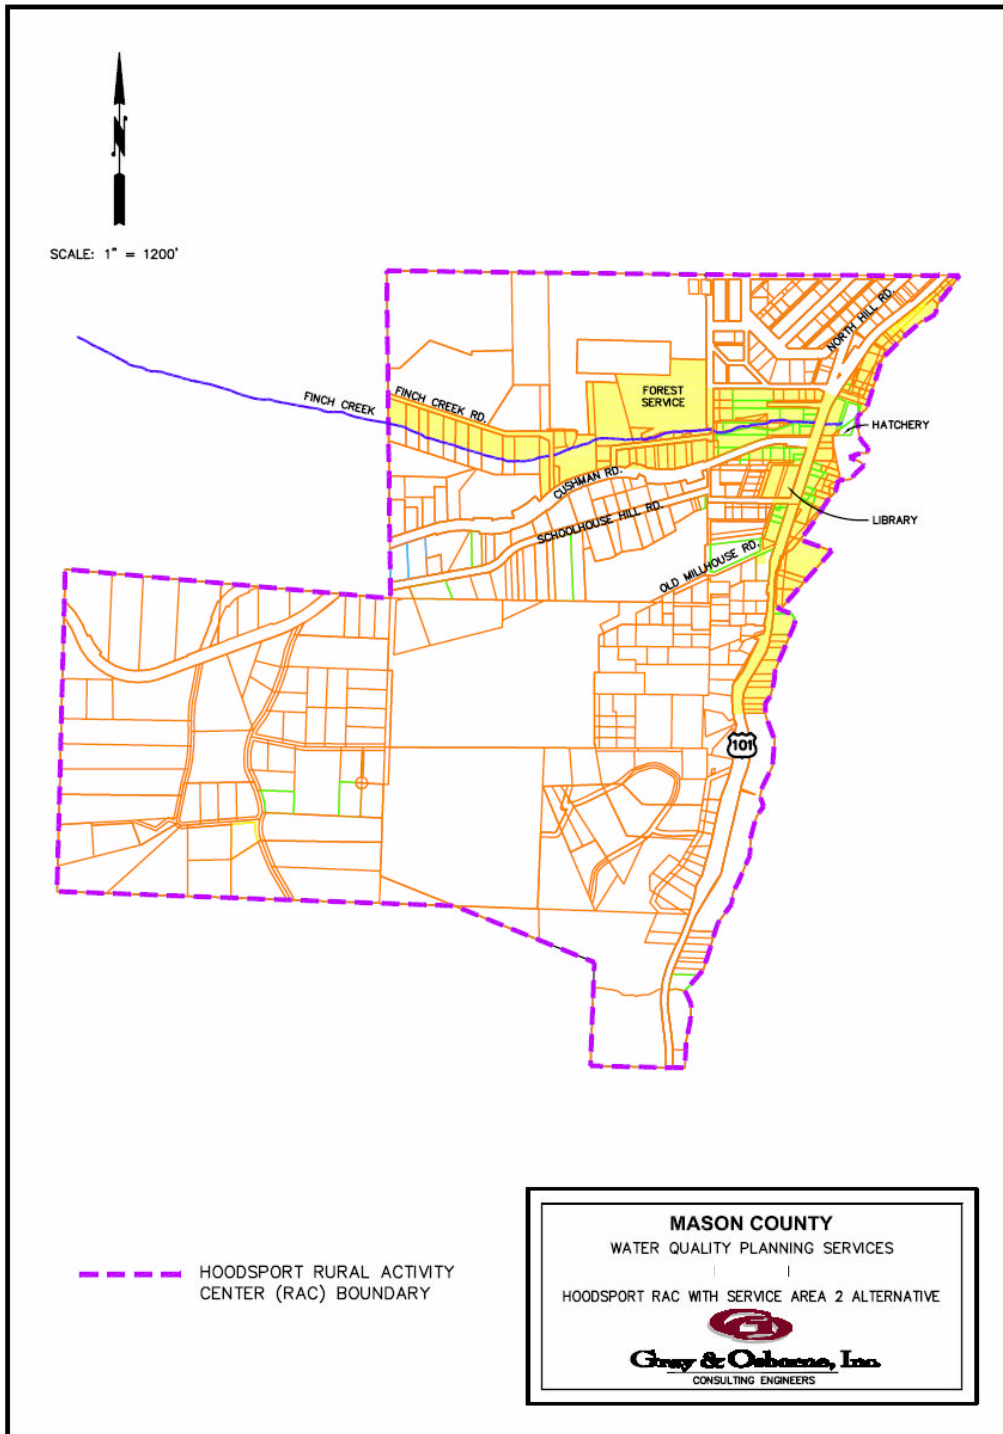 N
SCALE: 1" = 1200'
NORTH HILL RD.
FOREST
SERVICE
FINCH CREEK
FINCH CREEK RD.
HATCHERY
CUSHMAN RD.
SCHOOLHOUSE HILL RD.
LIBRARY
OLD MILLHOUSE RD.
101
MASON COUNTY
WATER QUALITY PLANNING SERVICES
HOODSPORT RAC WITH SERVICE AREA 2 ALTERNATIVE
Gray & Osborne, Inc.
CONSULTING ENGINEERS
HOODSPORT RURAL ACTIVITY
CENTER (RAC) BOUNDARY